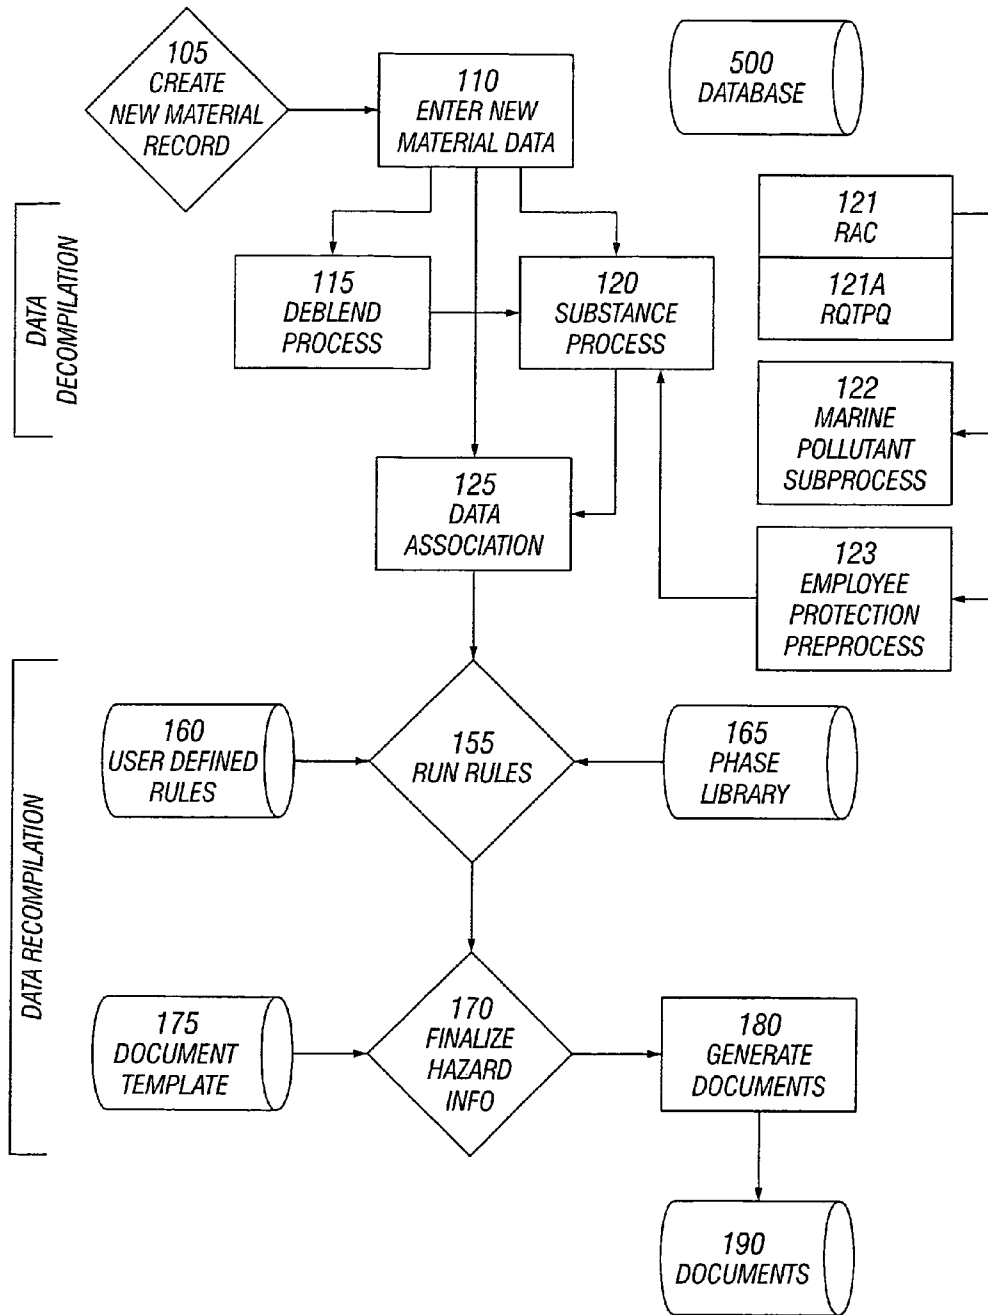 105
CREATE
NEW MATERIAL
RECORD
110
ENTER NEW
MATERIAL DATA
500
DATABASE
DATA
DECOMPILATION
115
DEBLEND
PROCESS
120
SUBSTANCE
PROCESS
121
RAC
121A
RQTPQ
122
MARINE
POLLUTANT
SUBPROCESS
125
DATA
ASSOCIATION
123
EMPLOYEE
PROTECTION
PREPROCESS
DATA RECOMPILATION
160
USER DEFINED
RULES
155
RUN RULES
165
PHASE
LIBRARY
175
DOCUMENT
TEMPLATE
170
FINALIZE
HAZARD
INFO
180
GENERATE
DOCUMENTS
190
DOCUMENTS